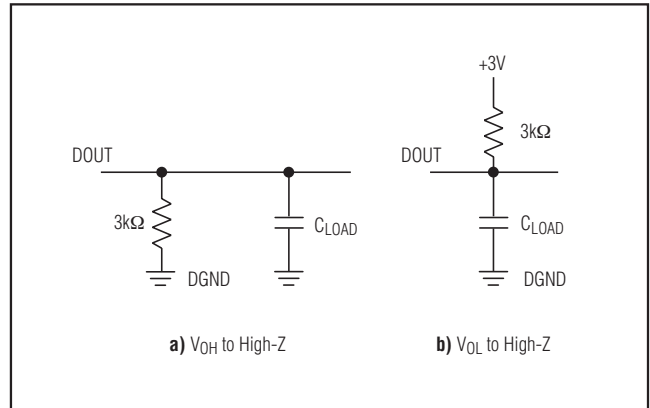 DOUT
3kΩ
DGND
CLOAD
a) VOH to High-Z
+3V
3kΩ
DOUT
CLOAD
DGND
b) VOL to High-Z